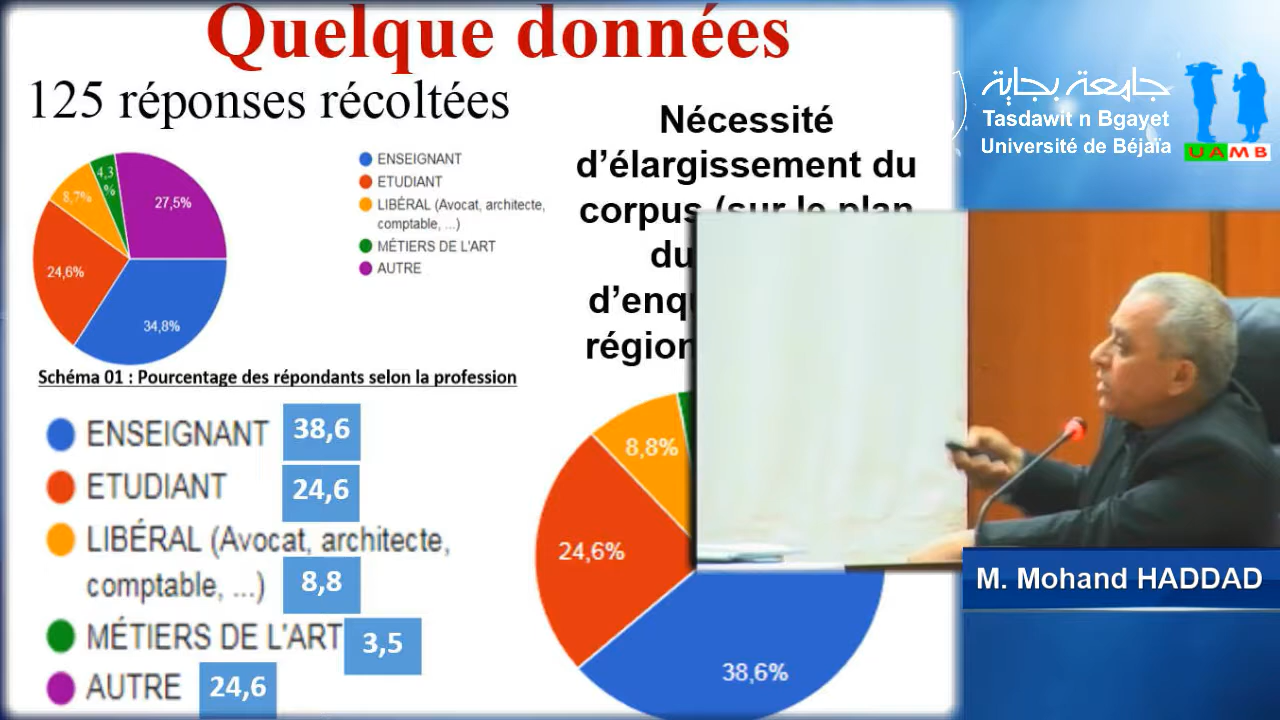 Quelque données
125 réponses récoltées
ENSEIGNANT
ETUDIANT
LIBÉRAL (Avocat, architecte,
comptable, ...)
MÉTIERS DE L'ART
AUTRE
4,3
%
8,7%
27,5%
24,6%
34,8%
Schéma 01 : Pourcentage des répondants selon la profession
ENSEIGNANT 38,6
ETUDIANT 24,6
LIBÉRAL (Avocat, architecte,
comptable, ...) 8,8
MÉTIERS DE L'ART 3,5
AUTRE 24,6
Nécessité
d'élargissement du
corpus (sur le plan
du
8,8%
24,6%
38,6%
جامعة بجاية
Tasdawit n Bgayet
Université de Béjaïa
UAMB
M. Mohand HADDAD